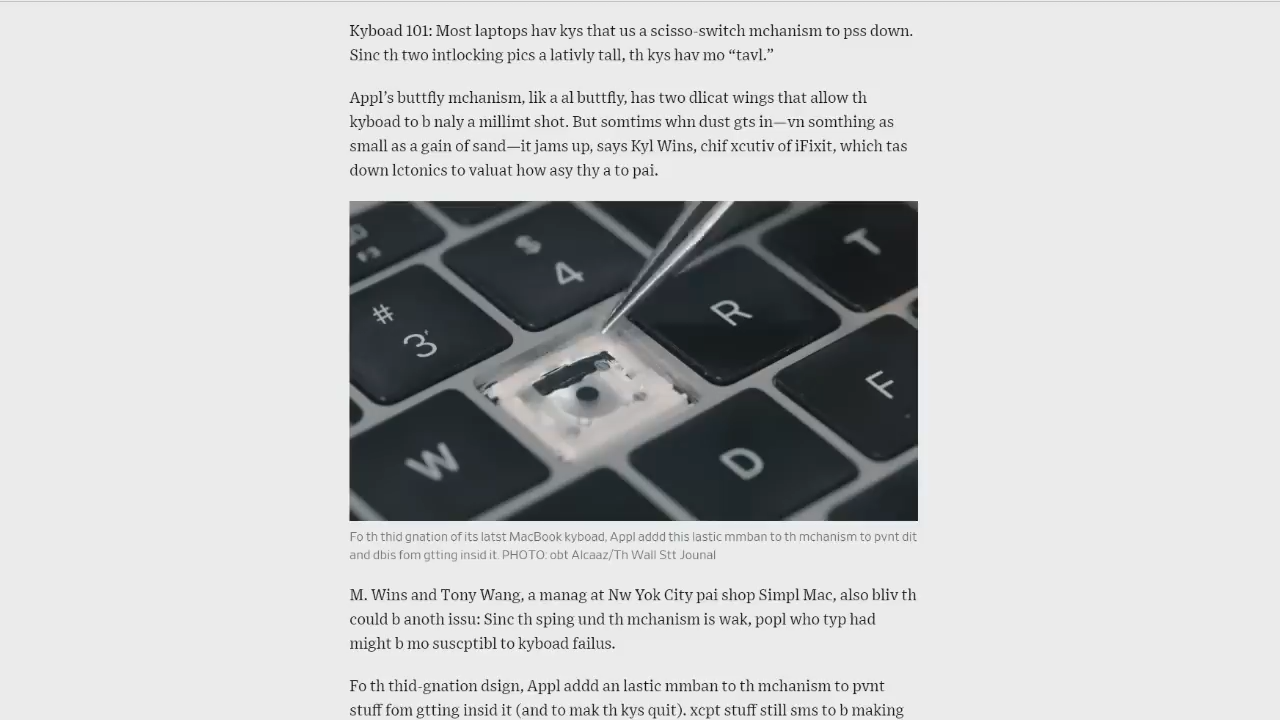 Kyboad 101: Most laptops hav kys that us a scisso-switch mchanism to pss down.
Sinc th two intlocking pics a lativly tall, th kys hav mo “tavl.”
Appl’s buttfly mchanism, lik a al buttfly, has two dlicat wings that allow th
kyboad to b naly a millimt shot. But somtims whn dust gts in—vn somthing as
small as a gain of sand—it jams up, says Kyl Wins, chif xcutiv of iFixit, which tas
down lctonics to valuat how asy thy a to pai.
F3
$
4
T
#
3
R
F
W
D
Fo th thid gnation of its latst MacBook kyboad, Appl addd this lastic mmban to th mchanism to pvnt dit
and dbis fom gtting insid it. PHOTO: obt Alcaaz/Th Wall Stt Jounal
M. Wins and Tony Wang, a manag at Nw Yok City pai shop Simpl Mac, also bliv th
could b anoth issu: Sinc th sping und th mchanism is wak, popl who typ had
might b mo suscptibl to kyboad failus.
Fo th thid-gnation dsign, Appl addd an lastic mmban to th mchanism to pvnt
stuff fom gtting insid it (and to mak th kys quit). xcpt stuff still sms to b making